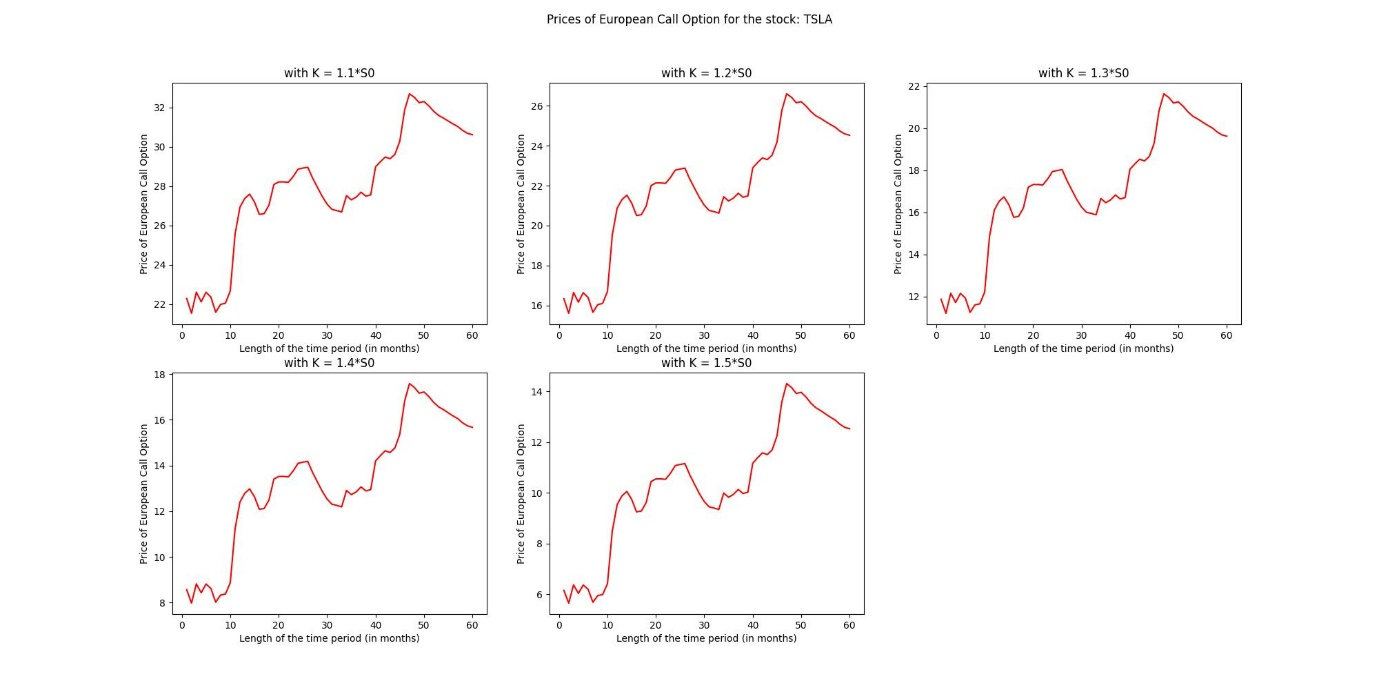 Prices of European Call Option for the stock: TSLA
with K = 1.1*S0
Price of European Call Option
32
30
28
26
24
22
0 10 20 30 40 50 60
Length of the time period (in months)
with K = 1.2*S0
Price of European Call Option
26
24
22
20
18
16
0 10 20 30 40 50 60
Length of the time period (in months)
with K = 1.3*S0
Price of European Call Option
22
20
18
16
14
12
0 10 20 30 40 50 60
Length of the time period (in months)
with K = 1.4*S0
Price of European Call Option
18
16
14
12
10
8
0 10 20 30 40 50 60
Length of the time period (in months)
with K = 1.5*S0
Price of European Call Option
14
12
10
8
6
0 10 20 30 40 50 60
Length of the time period (in months)